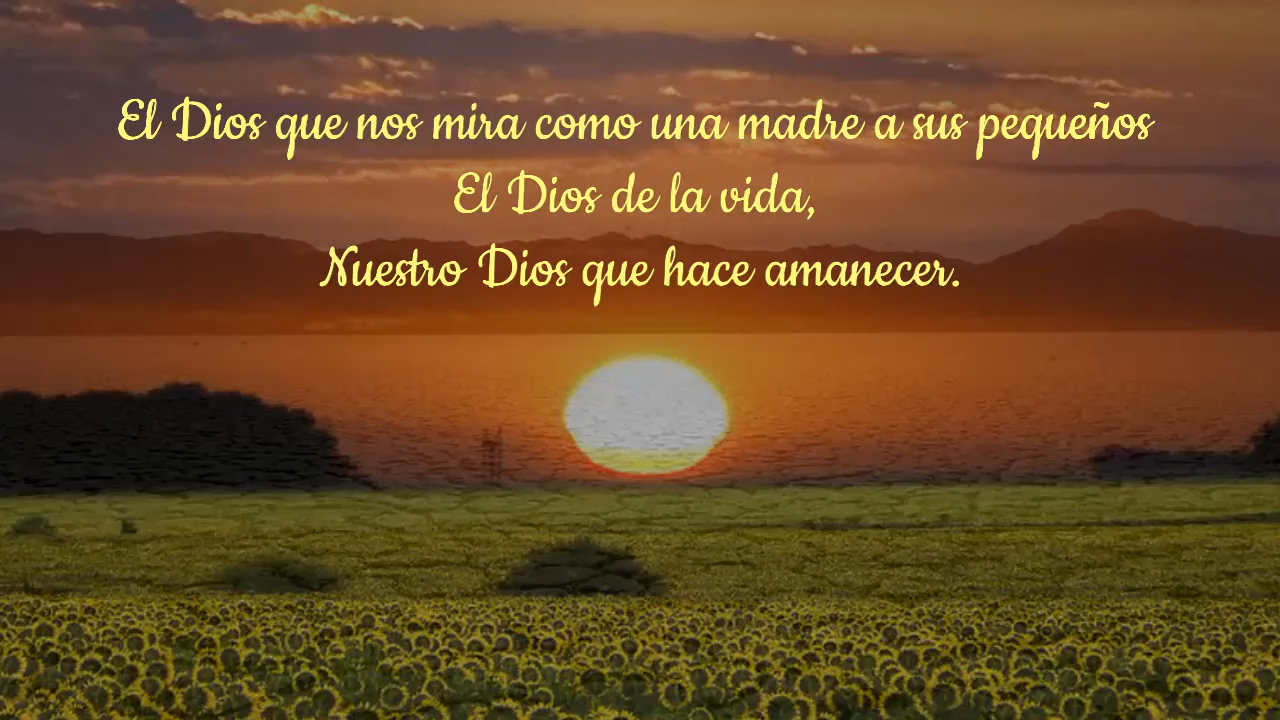 El Dios que nos mira como una madre a sus pequeños
El Dios de la vida,
Nuestro Dios que hace amanecer.